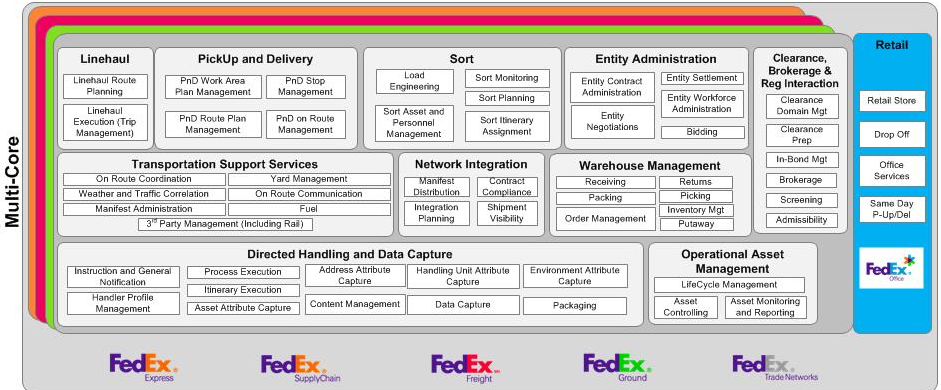 Multi-Core
Linehaul
Linehaul Route
Planning
Linehaul
Execution (Trip
Management)
PickUp and Delivery
PnD Work Area
Plan Management
PnD Stop
Management
PnD Route Plan
Management
PnD on Route
Management
Sort
Load
Engineering
Sort Asset and
Personnel
Management
Sort Monitoring
Sort Planning
Sort Itinerary
Assignment
Entity Administration
Entity Contract
Administration
Entity
Negotiations
Entity Settlement
Entity Workforce
Administration
Bidding
Clearance,
Brokerage &
Reg Interaction
Clearance
Domain Mgt
Clearance
Prep
In-Bond Mgt
Brokerage
Screening
Admissibility
Retail
Retail Store
Drop Off
Office
Services
Same Day
P-Up/Del
FedEx
Office
Transportation Support Services
On Route Coordination
Yard Management
Weather and Traffic Correlation
On Route Communication
Manifest Administration
Fuel
3rd Party Management (Including Rail)
Network Integration
Manifest
Distribution
Contract
Compliance
Integration
Planning
Shipment
Visibility
Warehouse Management
Receiving
Packing
Order Management
Returns
Picking
Inventory Mgt
Putaway
Directed Handling and Data Capture
Instruction and General
Notification
Handler Profile
Management
Process Execution
Itinerary Execution
Asset Attribute Capture
Address Attribute
Capture
Content Management
Handling Unit Attribute
Capture
Data Capture
Environment Attribute
Capture
Packaging
Operational Asset
Management
LifeCycle Management
Asset
Controlling
Asset Monitoring
and Reporting
FedEx
Express
FedEx
SupplyChain
FedEx
Freight
FedEx
Ground
FedEx
TradeNetworks